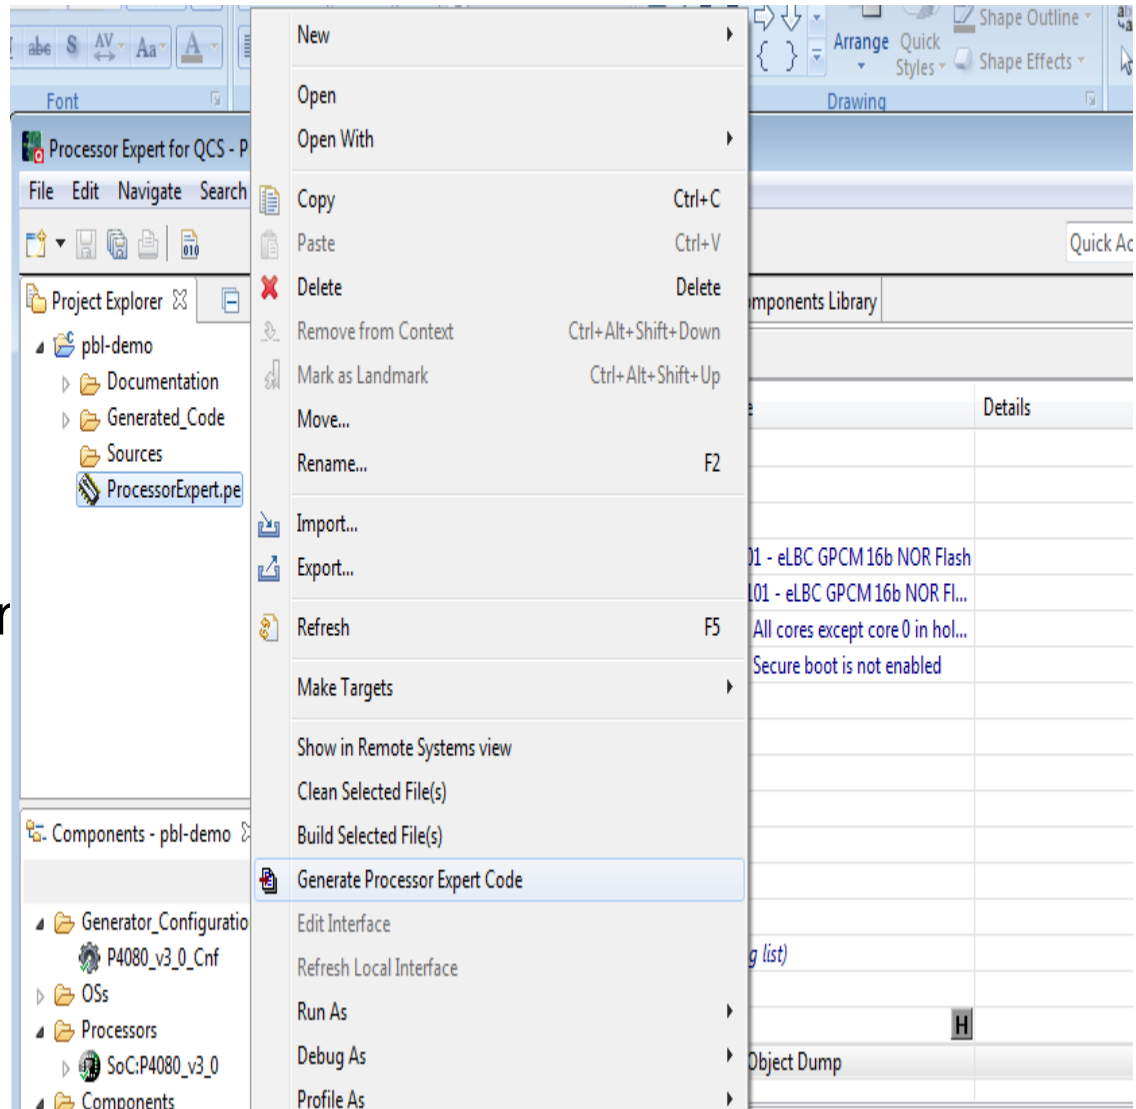 abe S AV Aa A
Font
Arrange
Quick
Styles
Shape Outline
Shape Effects
Drawing
Processor Expert for QCS - P
File Edit Navigate Search
010
Quick Ac
Project Explorer
pbl-demo
Documentation
Generated_Code
Sources
ProcessorExpert.pe
Components - pbl-demo
Generator_Configuratio
P4080_v3_0_Cnf
OSs
Processors
SoC:P4080_v3_0
Components
New
Open
Open With
Copy Ctrl+C
Paste Ctrl+V
Delete Delete
Remove from Context Ctrl+Alt+Shift+Down
Mark as Landmark Ctrl+Alt+Shift+Up
Move...
Rename... F2
Import...
Export...
Refresh F5
Make Targets
Show in Remote Systems view
Clean Selected File(s)
Build Selected File(s)
Generate Processor Expert Code
Edit Interface
Refresh Local Interface
Run As
Debug As
Profile As
omponents Library
Details
01 - eLBC GPCM 16b NOR Flash
101 - eLBC GPCM 16b NOR Fl...
All cores except core 0 in hol...
Secure boot is not enabled
g list)
H
Object Dump